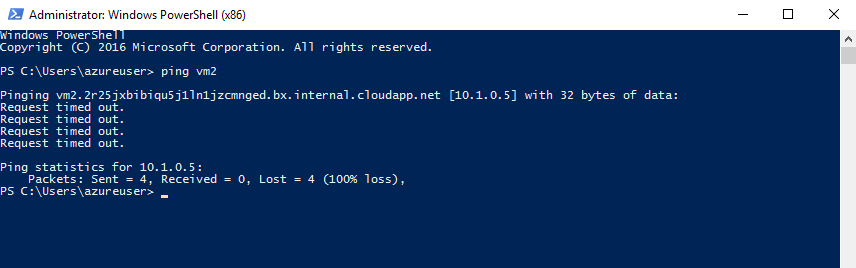 Administrator: Windows PowerShell (x86)
Windows PowerShell
Copyright (C) 2016 Microsoft Corporation. All rights reserved.
PS C:\Users\azureuser> ping vm2
Pinging vm2.2r25jxbibiqu5j1ln1jzcmnged.bx.internal.cloudapp.net [10.1.0.5] with 32 bytes of data:
Request timed out.
Request timed out.
Request timed out.
Request timed out.
Ping statistics for 10.1.0.5:
    Packets: Sent = 4, Received = 0, Lost = 4 (100% loss),
PS C:\Users\azureuser> _